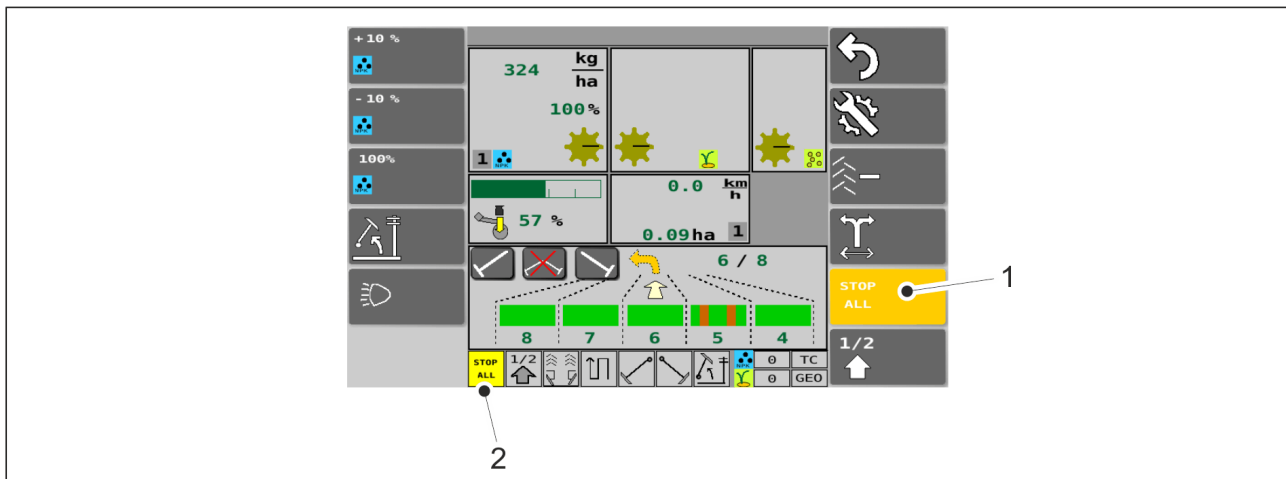 +10 %
NPK
- 10 %
NPK
100%
NPK
324 kg/ha
100%
1 NPK
57 %
0.0 km/h
0.09ha 1
6 / 8
8 7 6 5 4
STOP ALL
1/2
NPK 0 TC
0 GEO
STOP
ALL
1/2
1
2